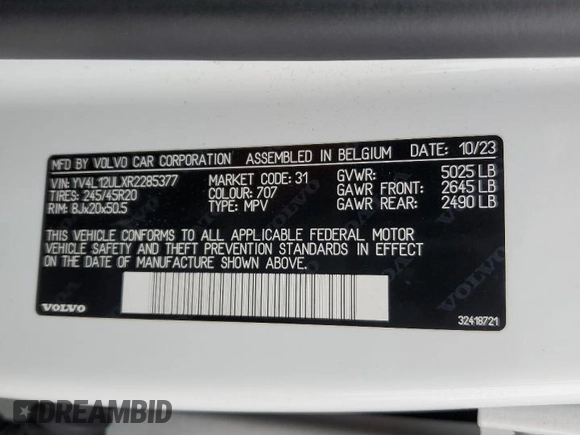 MFD BY VOLVO CAR CORPORATION ASSEMBLED IN BELGIUM DATE: 10/23
VIN: YV4L12ULXR2285377 MARKET CODE: 31 GVWR: 5025 LB
TIRES: 245/45R20 COLOUR: 707 GAWR FRONT: 2645 LB
RIM: 8Jx20x50.5 TYPE: MPV GAWR REAR: 2490 LB
THIS VEHICLE CONFORMS TO ALL APPLICABLE FEDERAL MOTOR
VEHICLE SAFETY AND THEFT PREVENTION STANDARDS IN EFFECT
ON THE DATE OF MANUFACTURE SHOWN ABOVE.
VOLVO 32418721
DREAMBID